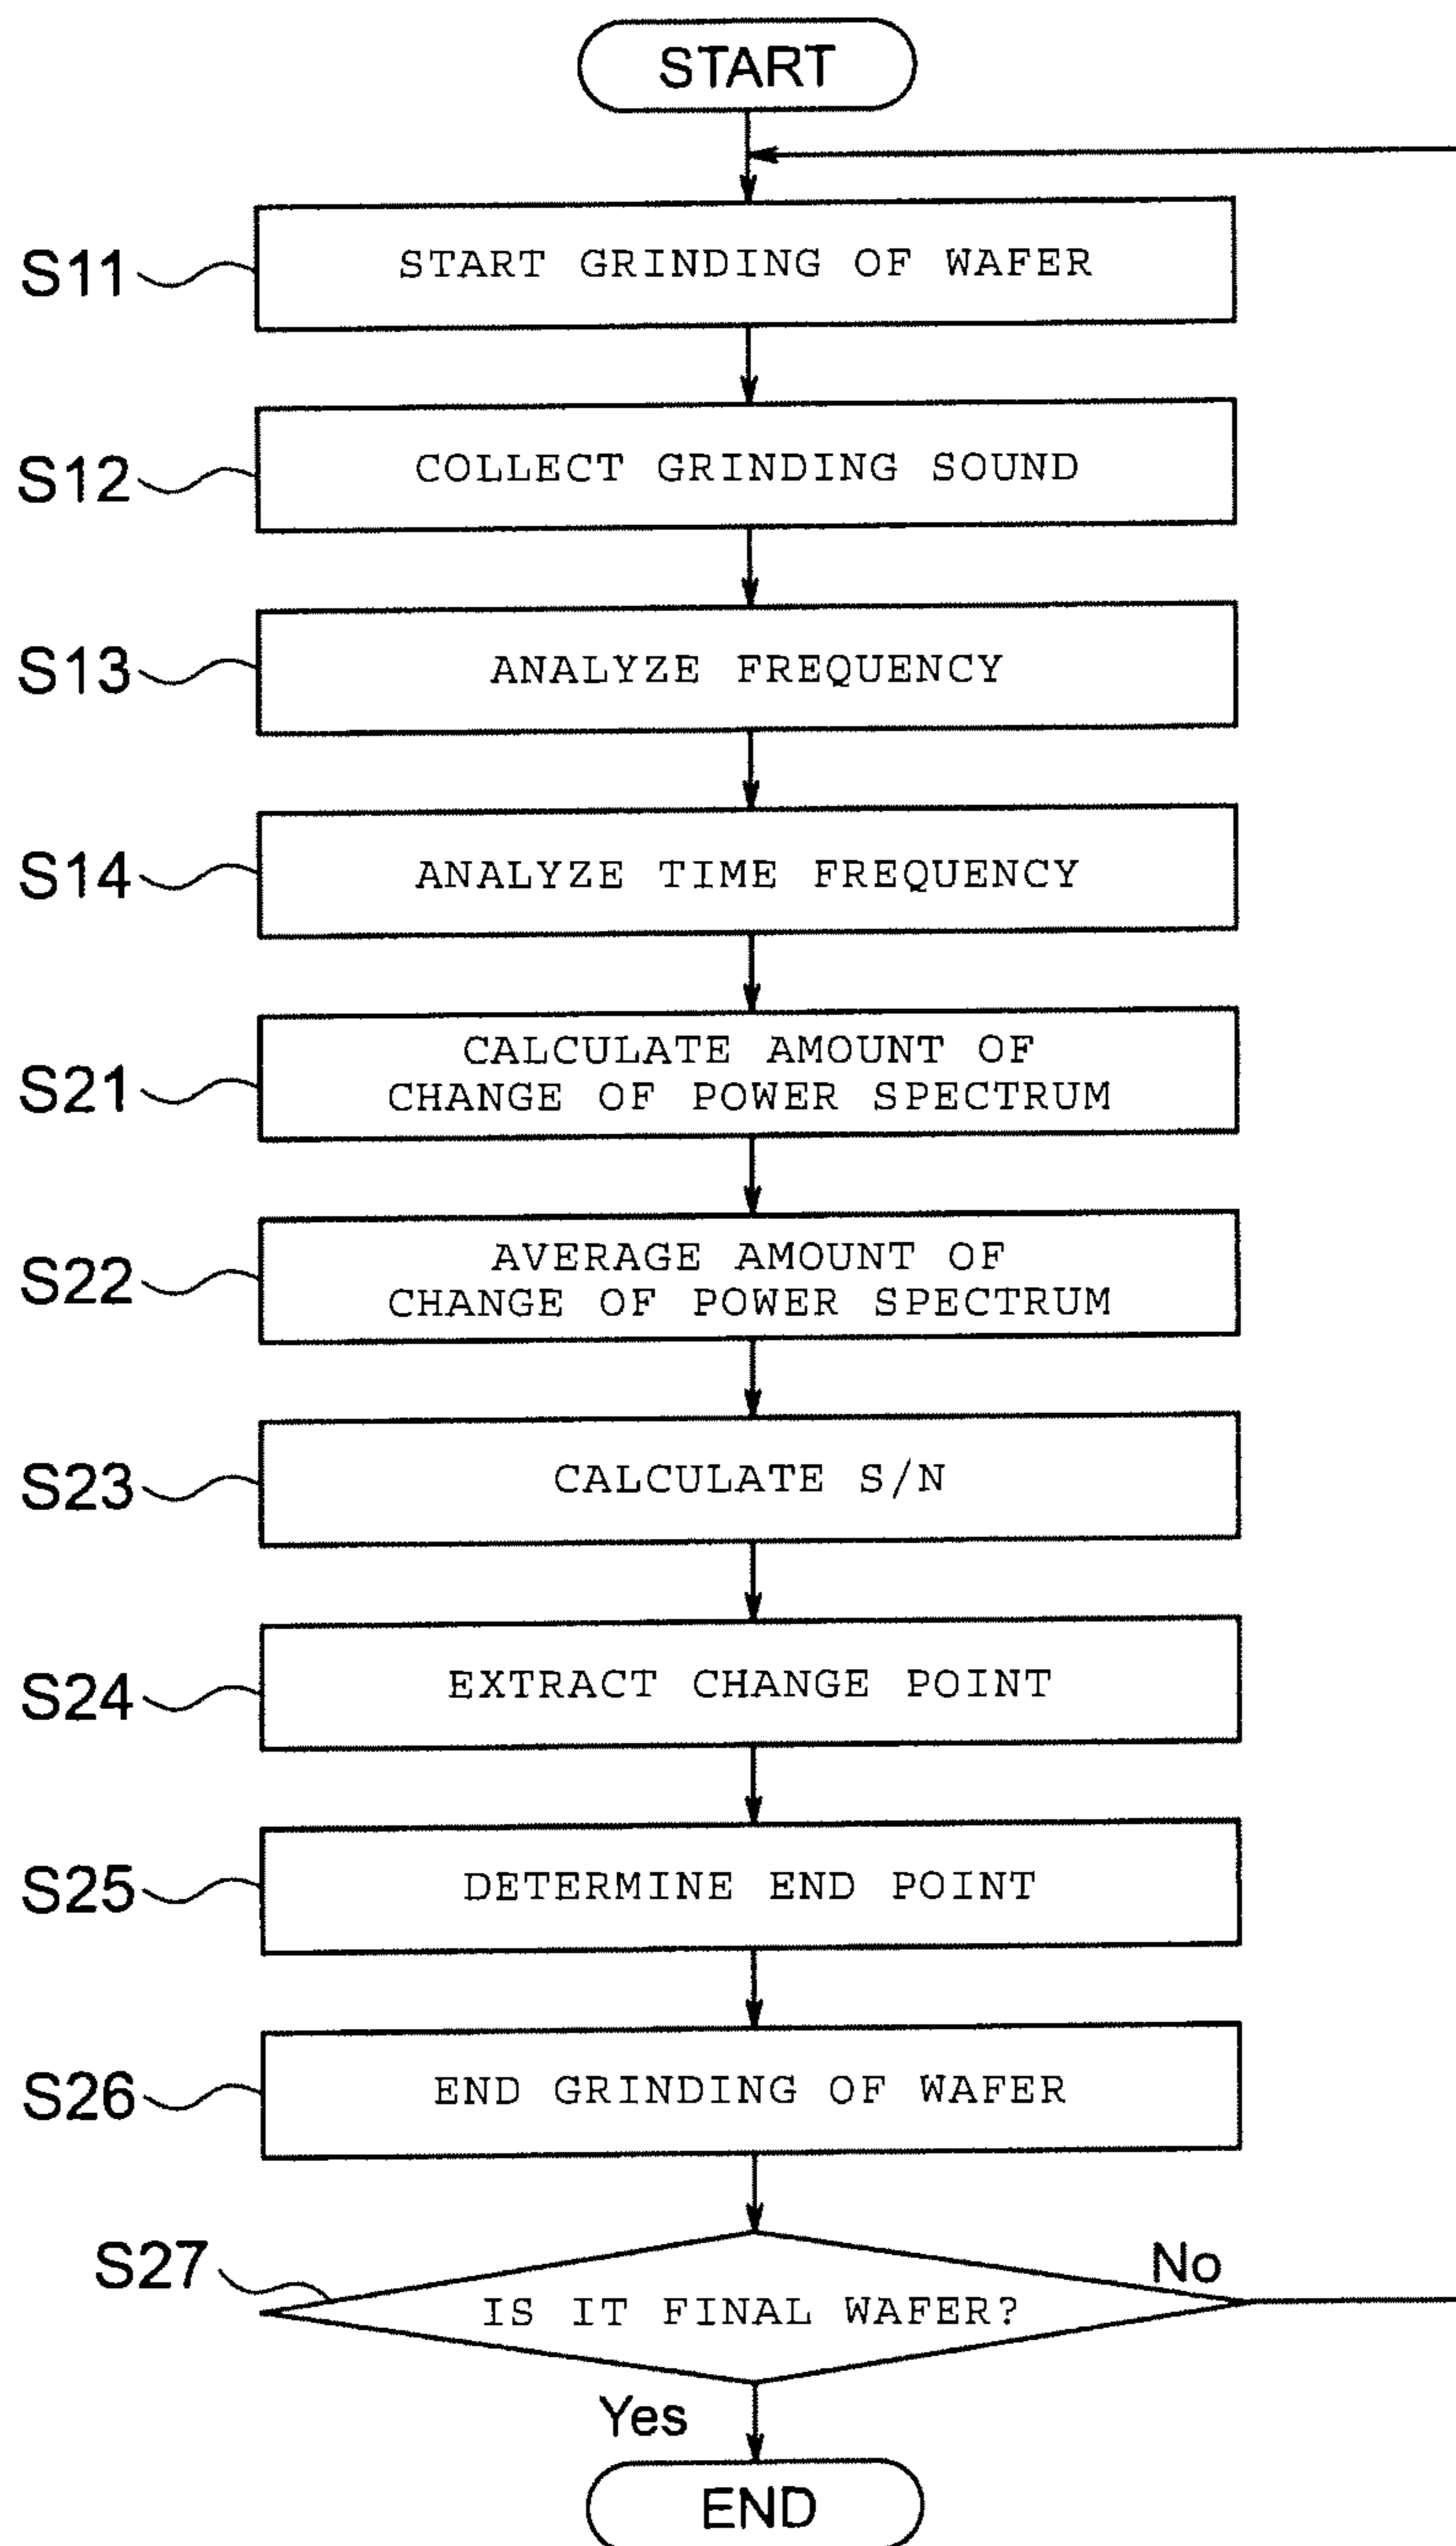 START
S11
START GRINDING OF WAFER
S12
COLLECT GRINDING SOUND
S13
ANALYZE FREQUENCY
S14
ANALYZE TIME FREQUENCY
S21
CALCULATE AMOUNT OF
CHANGE OF POWER SPECTRUM
S22
AVERAGE AMOUNT OF
CHANGE OF POWER SPECTRUM
S23
CALCULATE S/N
S24
EXTRACT CHANGE POINT
S25
DETERMINE END POINT
S26
END GRINDING OF WAFER
S27
IS IT FINAL WAFER?
No
Yes
END